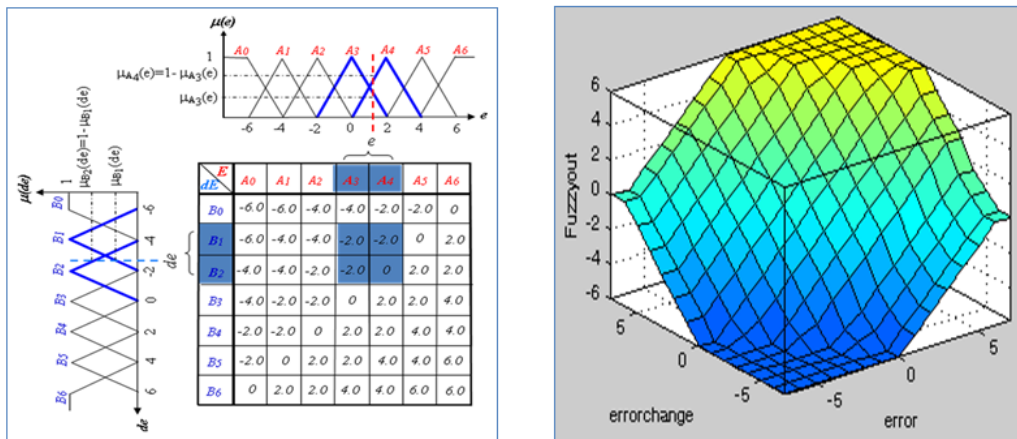 μ(e)
1 A0 A1 A2 A3 A4 A5 A6
μA4(e)=1- μA3(e)
μA3(e)
-6 -4 -2 0 2 4 6 e
e
μB2(de)=1-μB1(de)
μB1(de)
μ(de)
1
B0 B1 B2 B3 B4 B5 B6
-6 -4 -2 0 2 4 6
de
de
E
dE A0 A1 A2 A3 A4 A5 A6
B0 -6.0 -6.0 -4.0 -4.0 -2.0 -2.0 0
B1 -6.0 -4.0 -4.0 -2.0 -2.0 0 2.0
B2 -4.0 -4.0 -2.0 -2.0 0 2.0 2.0
B3 -4.0 -2.0 -2.0 0 2.0 2.0 4.0
B4 -2.0 -2.0 0 2.0 2.0 4.0 4.0
B5 -2.0 0 2.0 2.0 4.0 4.0 6.0
B6 0 2.0 2.0 4.0 4.0 6.0 6.0
Fuzzyout
6
4
2
0
-2
-4
-6
5
0
-5
errorchange
-5
0
5
error